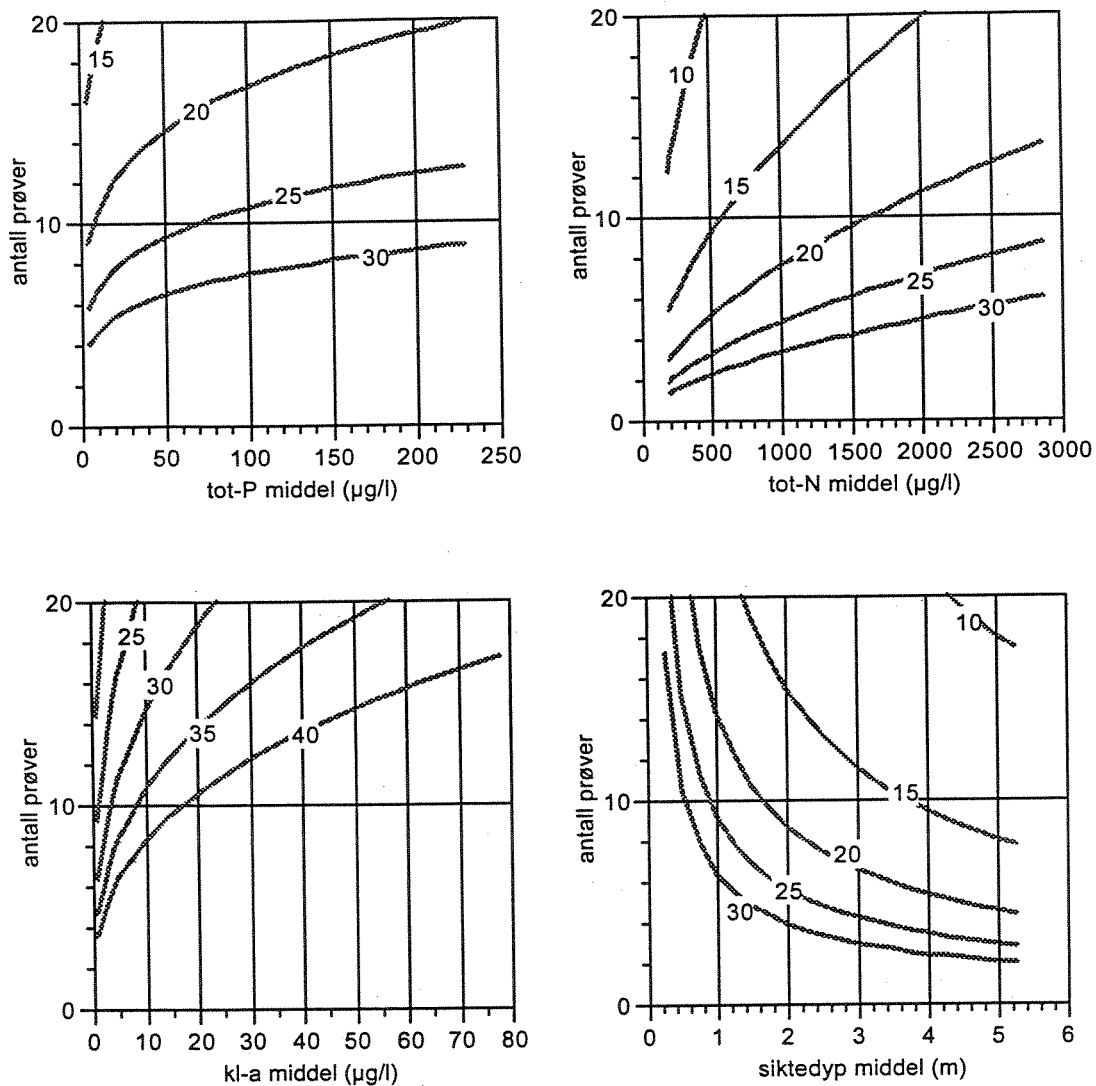 20
15
20
25
10
30
0
antall prøver
0 50 100 150 200 250
tot-P middel (µg/l)
20
10
15
10
20
25
30
0
antall prøver
0 500 1000 1500 2000 2500 3000
tot-N middel (µg/l)
20
25
30
35
40
10
0
antall prøver
0 10 20 30 40 50 60 70 80
kl-a middel (µg/l)
20
10
15
10
20
25
30
0
antall prøver
0 1 2 3 4 5 6
siktedyp middel (m)